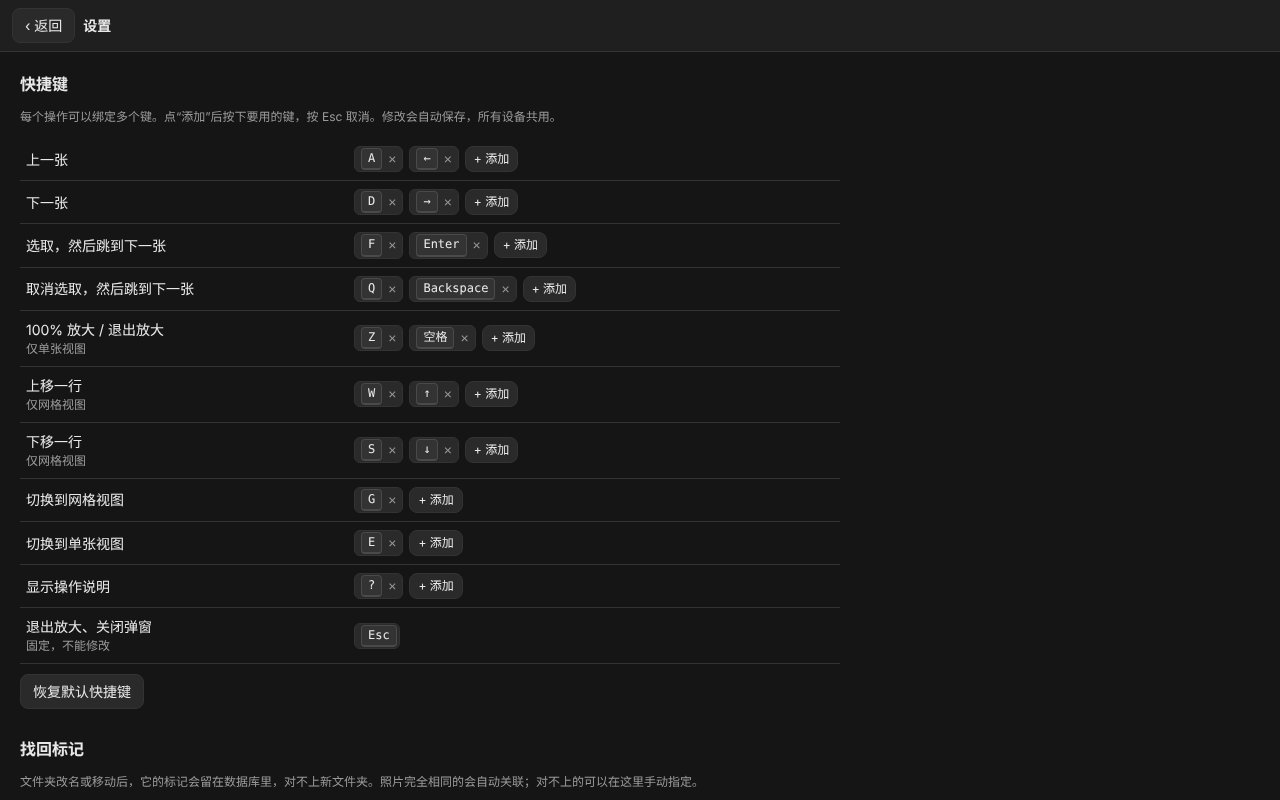 ‹ 返回 设置
快捷键
每个操作可以绑定多个键。点“添加”后按下要用的键，按 Esc 取消。修改会自动保存，所有设备共用。
上一张 A × ← × + 添加
下一张 D × → × + 添加
选取，然后跳到下一张 F × Enter × + 添加
取消选取，然后跳到下一张 Q × Backspace × + 添加
100% 放大 / 退出放大 Z × 空格 × + 添加
仅单张视图
上移一行 W × ↑ × + 添加
仅网格视图
下移一行 S × ↓ × + 添加
仅网格视图
切换到网格视图 G × + 添加
切换到单张视图 E × + 添加
显示操作说明 ? × + 添加
退出放大、关闭弹窗 Esc
固定，不能修改
恢复默认快捷键
找回标记
文件夹改名或移动后，它的标记会留在数据库里，对不上新文件夹。照片完全相同的会自动关联；对不上的可以在这里手动指定。